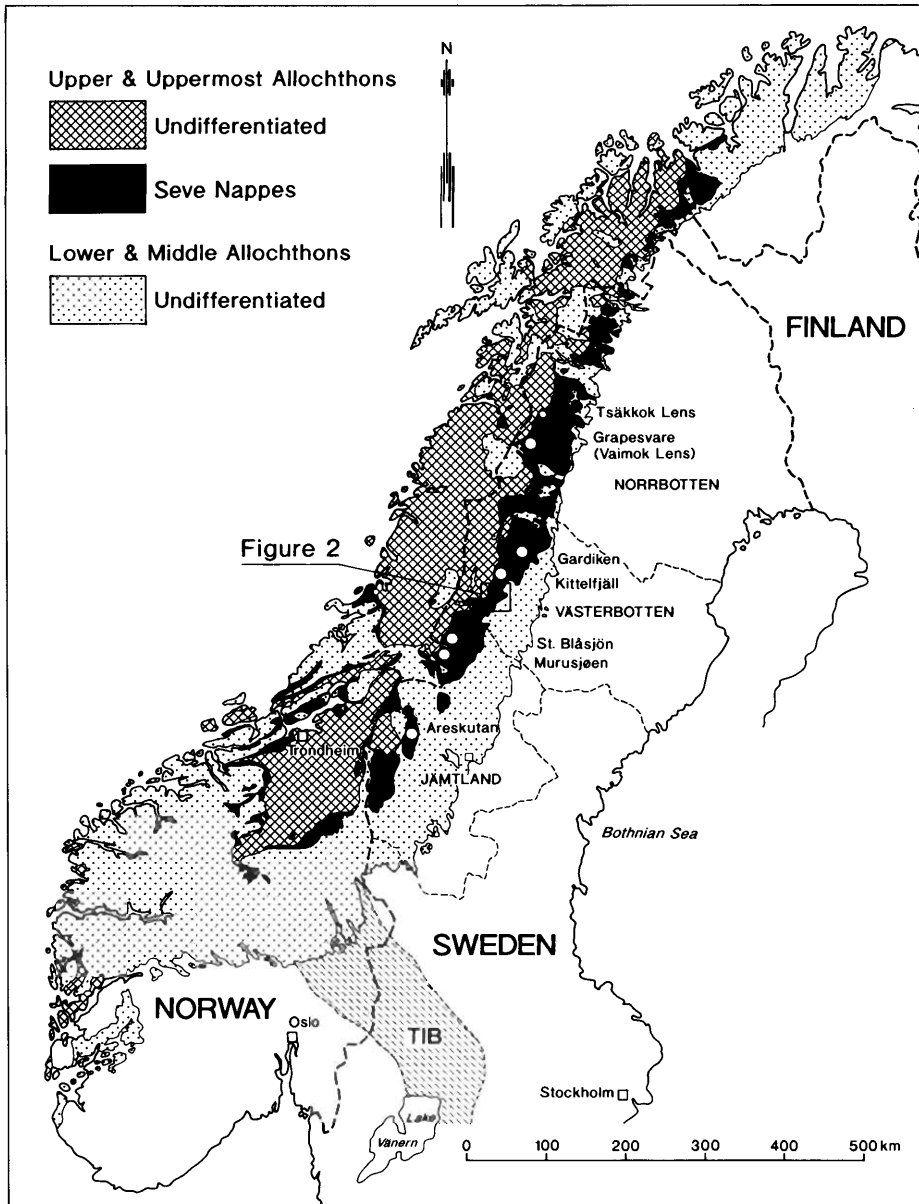 Upper & Uppermost Allochthons
Undifferentiated
Seve Nappes
Lower & Middle Allochthons
Undifferentiated
N
FINLAND
Tsäkkok Lens
Grapesvare
(Vaimok Lens)
NORRBOTTEN
Figure 2
Gardiken
Kittelfjäll
VÄSTERBOTTEN
St. Blåsjön
Murusjøen
Åreskutan
Trondheim
JÄMTLAND
Bothnian Sea
SWEDEN
NORWAY
Oslo
TIB
Stockholm
Lake
Vänern
0 100 200 300 400 500 km